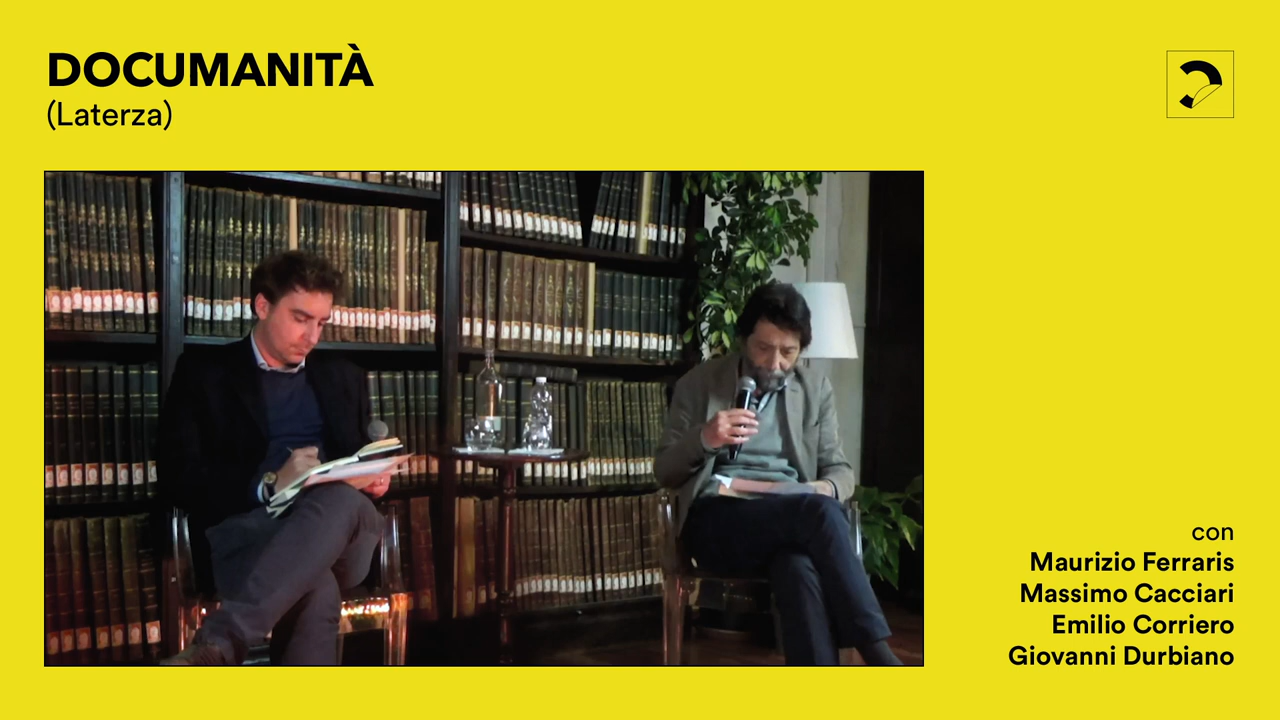 DOCUMANITÀ
(Laterza)
con
Maurizio Ferraris
Massimo Cacciari
Emilio Corriero
Giovanni Durbiano